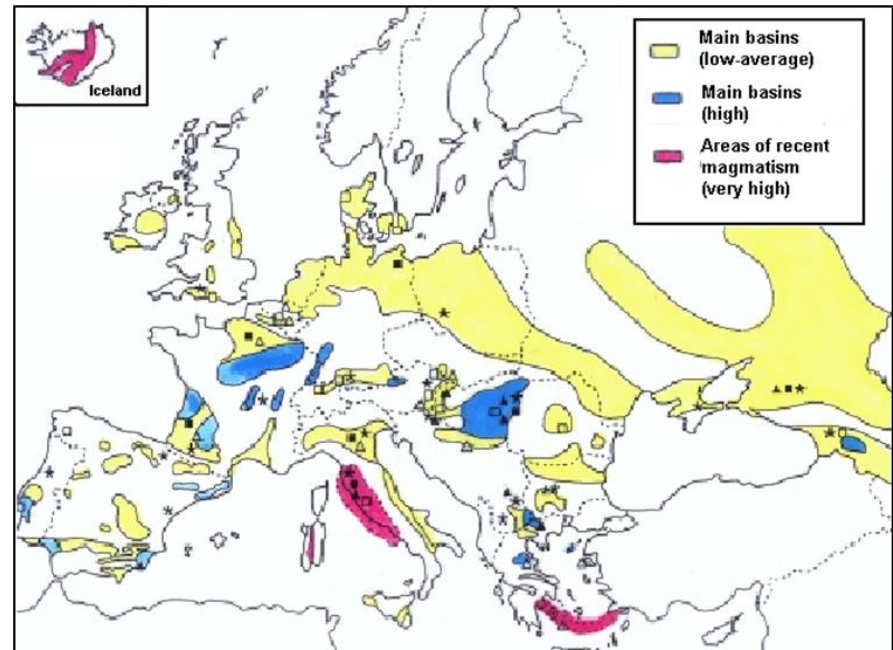 Iceland
Main basins
(low-average)
Main basins
(high)
Areas of recent
magmatism
(very high)